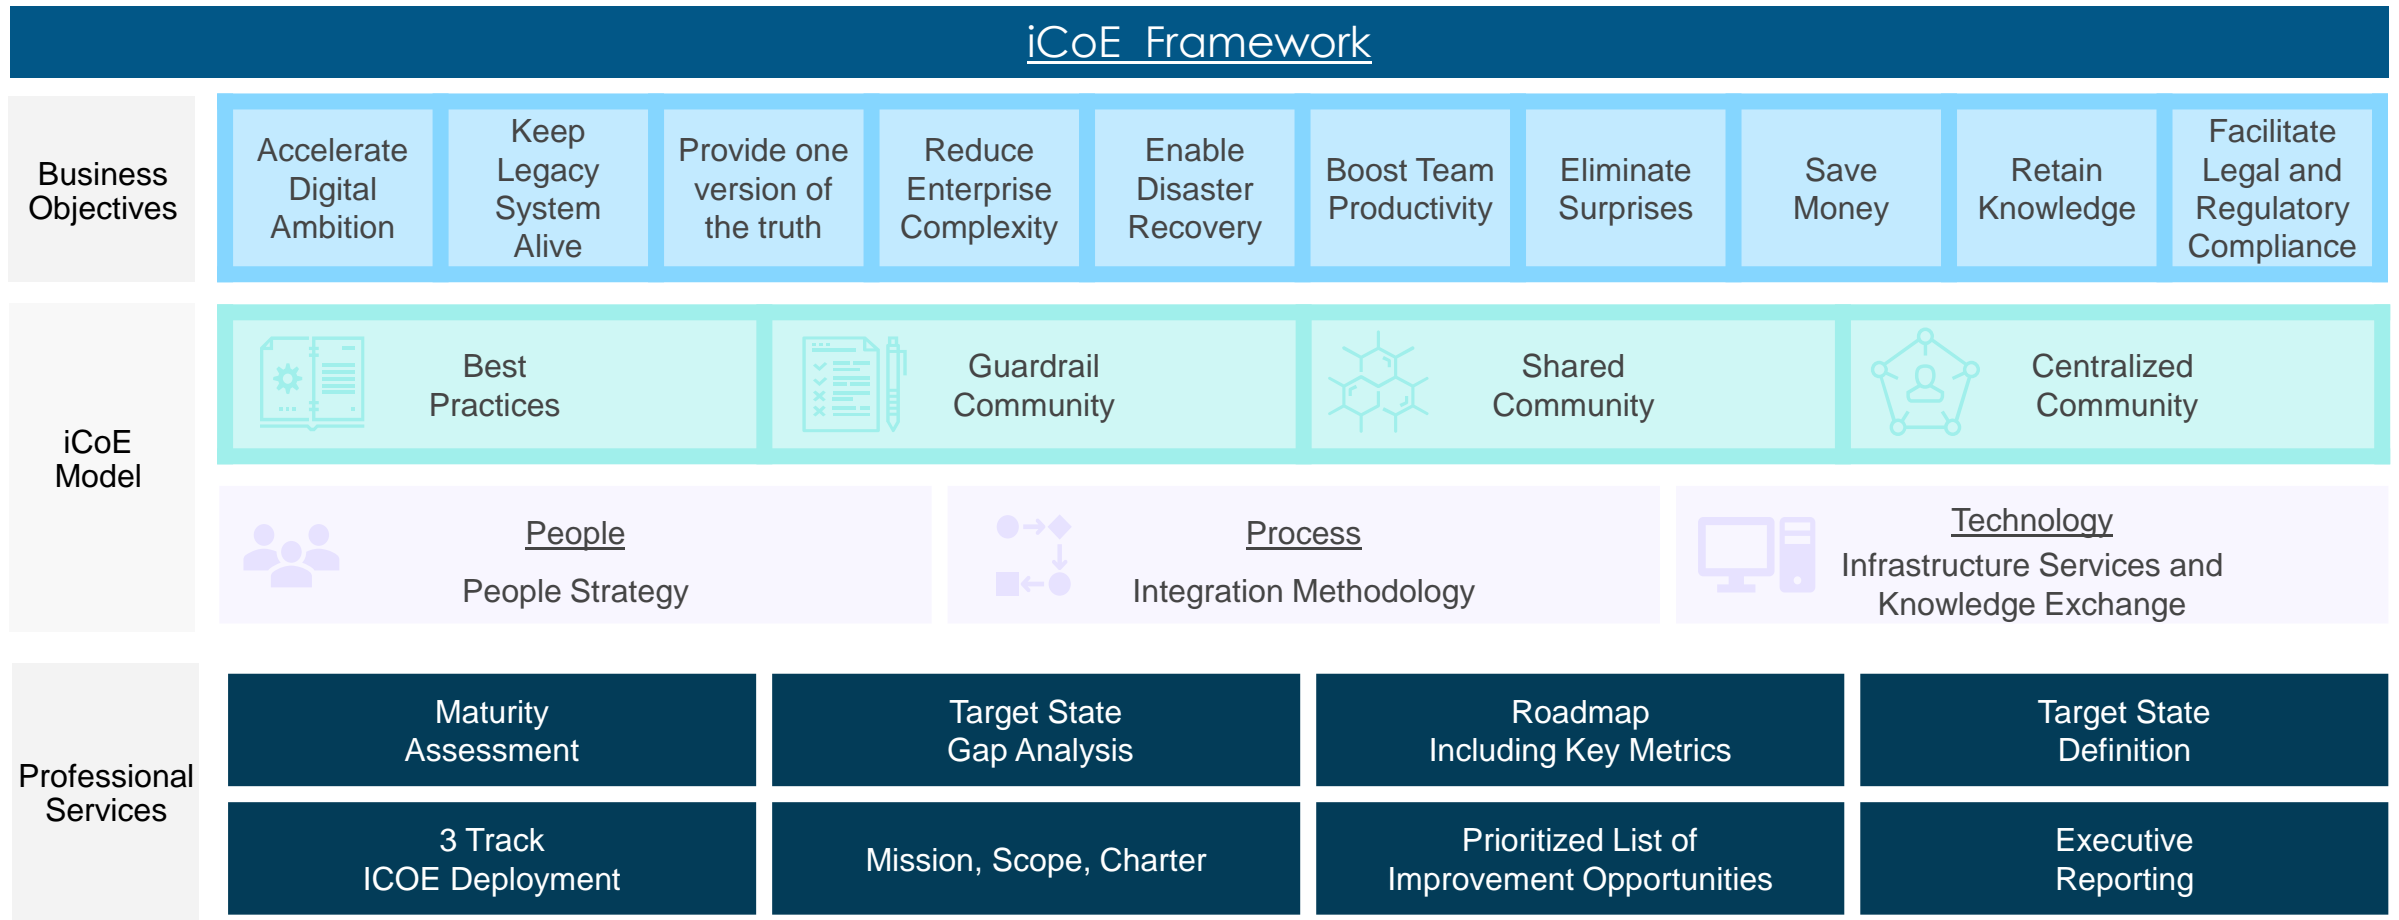 iCoE Framework
Business
Objectives
Accelerate
Digital
Ambition
Keep
Legacy
System
Alive
Provide one
version of
the truth
Reduce
Enterprise
Complexity
Enable
Disaster
Recovery
Boost Team
Productivity
Eliminate
Surprises
Save
Money
Retain
Knowledge
Facilitate
Legal and
Regulatory
Compliance
iCoE
Model
Best
Practices
Guardrail
Community
Shared
Community
Centralized
Community
People
People Strategy
Process
Integration Methodology
Technology
Infrastructure Services and
Knowledge Exchange
Professional
Services
Maturity
Assessment
Target State
Gap Analysis
Roadmap
Including Key Metrics
Target State
Definition
3 Track
ICOE Deployment
Mission, Scope, Charter
Prioritized List of
Improvement Opportunities
Executive
Reporting